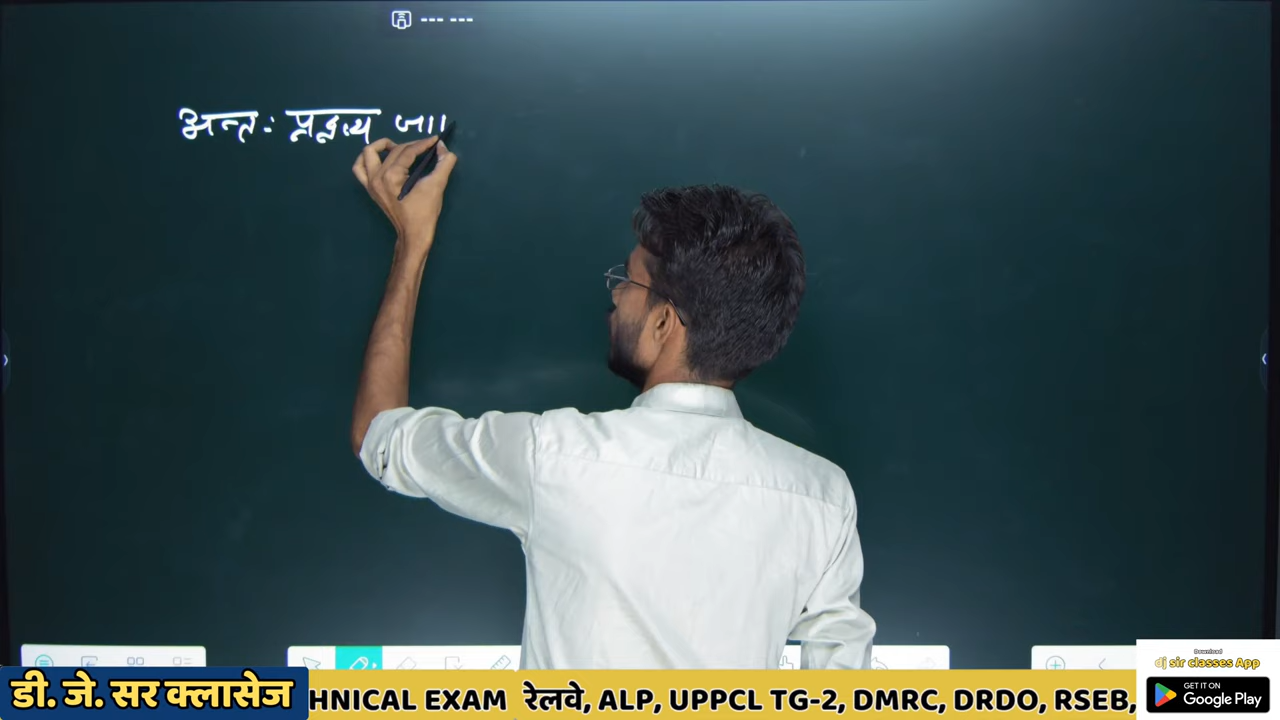 --- ---
अन्त: प्रद्रव्य जा
डी. जे. सर क्लासेज
HNICAL EXAM रेलवे, ALP, UPPCL TG-2, DMRC, DRDO, RSEB,
Download
dj sir classes App
GET IT ON
Google Play